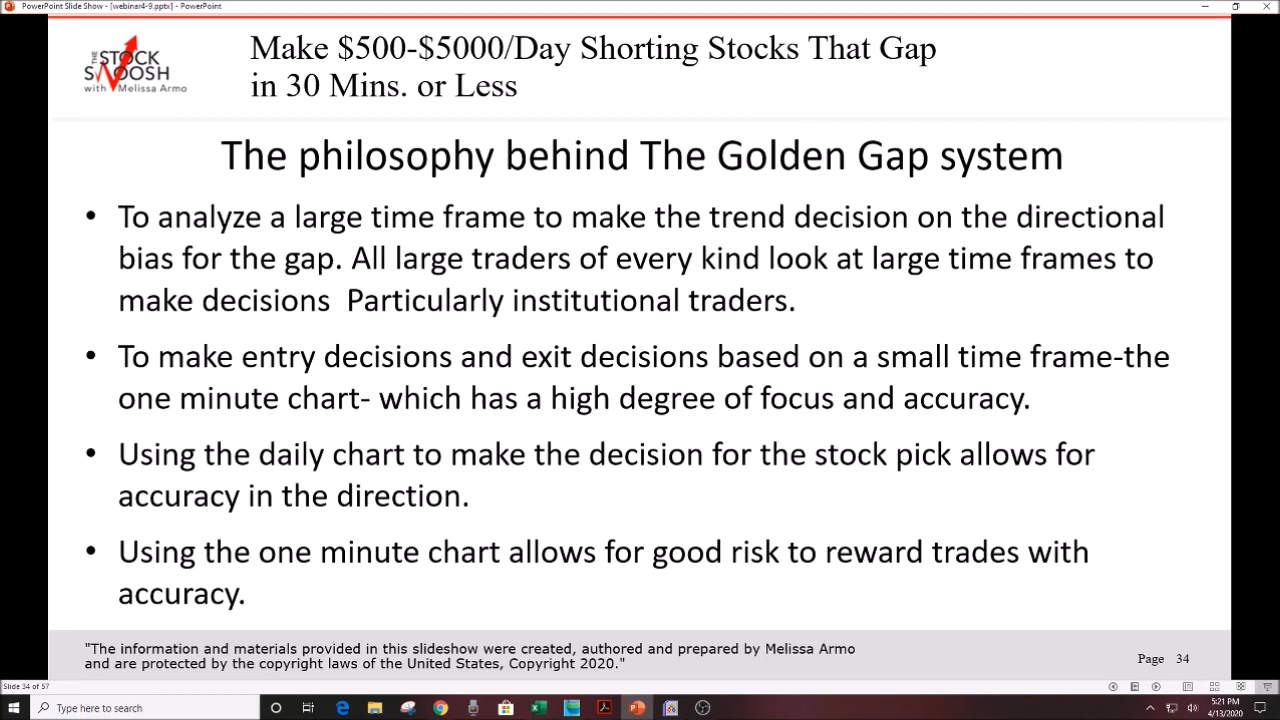 PowerPoint Slide Show - [webinar4-9.pptx] - PowerPoint
THE
STOCK
SWOOSH
with Melissa Armo
Make $500-$5000/Day Shorting Stocks That Gap
in 30 Mins. or Less
The philosophy behind The Golden Gap system
• To analyze a large time frame to make the trend decision on the directional
bias for the gap. All large traders of every kind look at large time frames to
make decisions  Particularly institutional traders.
• To make entry decisions and exit decisions based on a small time frame-the
one minute chart- which has a high degree of focus and accuracy.
• Using the daily chart to make the decision for the stock pick allows for
accuracy in the direction.
• Using the one minute chart allows for good risk to reward trades with
accuracy.
"The information and materials provided in this slideshow were created, authored and prepared by Melissa Armo
and are protected by the copyright laws of the United States, Copyright 2020."
Page 34
Slide 34 of 57
Type here to search
5:21 PM
4/13/2020